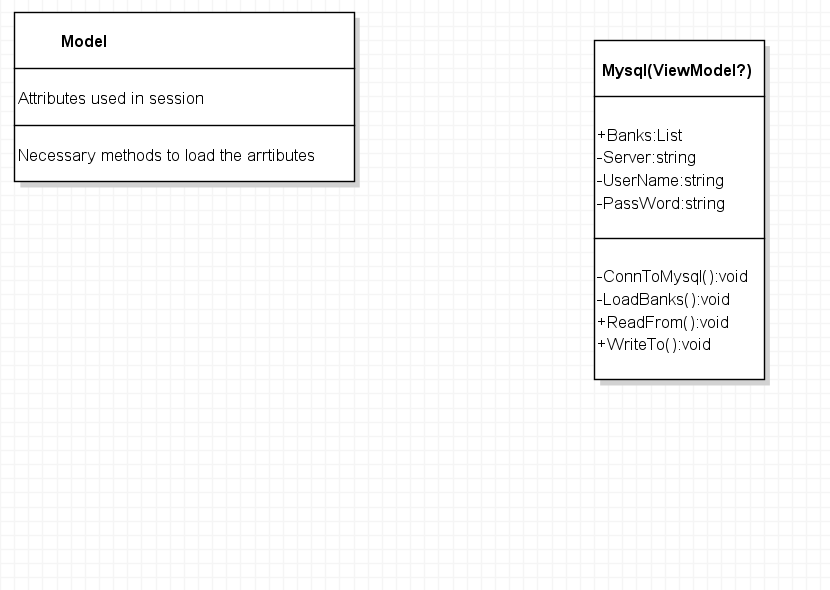 Model
Attributes used in session
Necessary methods to load the arrtibutes
Mysql(ViewModel?)
+Banks:List
-Server:string
-UserName:string
-PassWord:string
-ConnToMysql():void
-LoadBanks():void
+ReadFrom():void
+WriteTo():void